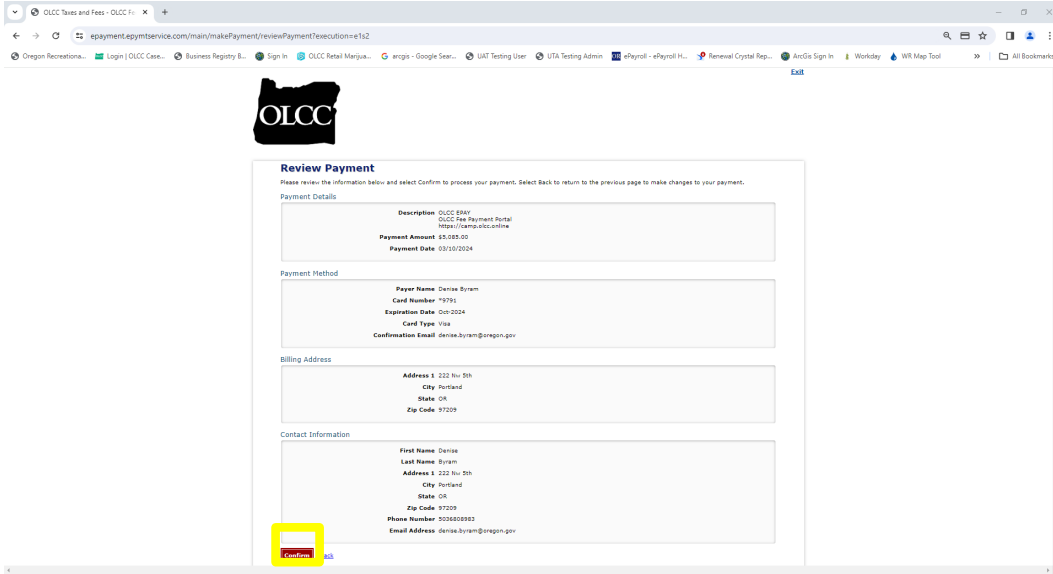 OLCC Taxes and Fees - OLCC Fe
epayment.epymtservice.com/main/makePayment/reviewPayment?execution=e1s2
Oregon Recreationa... Login | OLCC Case... Business Registry B... Sign In OLCC Retail Marijua... arcgis - Google Sear... UAT Testing User UTA Testing Admin ePayroll - ePayroll H... Renewal Crystal Rep... ArcGis Sign In Workday WR Map Tool » All Bookmarks
Exit
OLCC
Review Payment
Please review the information below and select Confirm to process your payment. Select Back to return to the previous page to make changes to your payment.
Payment Details
Description OLCC EPAY
OLCC Fee Payment Portal
https://camp.olcc.online
Payment Amount $5,085.00
Payment Date 03/10/2024
Payment Method
Payer Name Denise Byram
Card Number *9791
Expiration Date Oct-2024
Card Type Visa
Confirmation Email denise.byram@oregon.gov
Billing Address
Address 1 222 Nw 5th
City Portland
State OR
Zip Code 97209
Contact Information
First Name Denise
Last Name Byram
Address 1 222 Nw 5th
City Portland
State OR
Zip Code 97209
Phone Number 5036808983
Email Address denise.byram@oregon.gov
Confirm ack